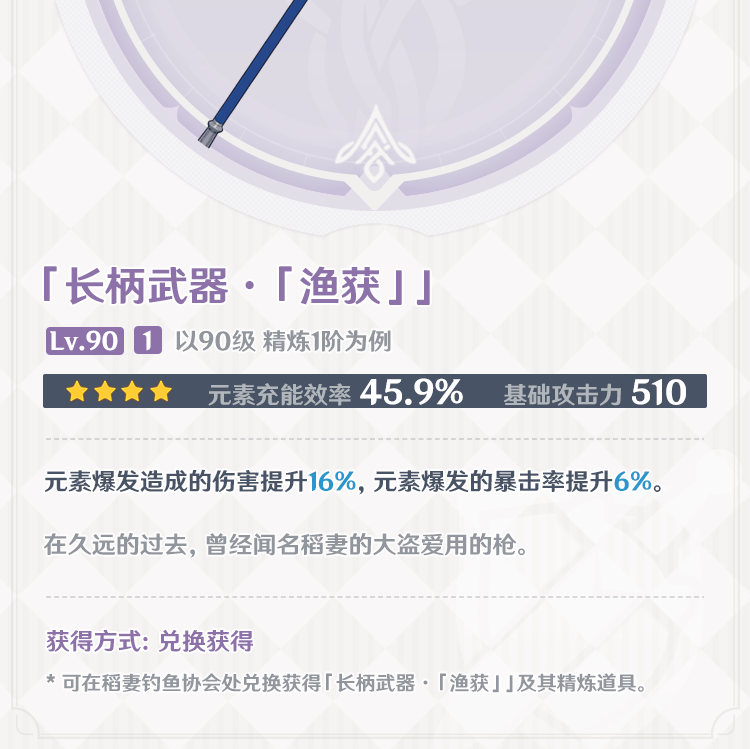 「长柄武器·「渔获」」
Lv.90 1 以90级 精炼1阶为例
元素充能效率 45.9% 基础攻击力 510
元素爆发造成的伤害提升16%, 元素爆发的暴击率提升6%。
在久远的过去, 曾经闻名稻妻的大盗爱用的枪。
获得方式: 兑换获得
* 可在稻妻钓鱼协会处兑换获得「长柄武器·「渔获」」及其精炼道具。